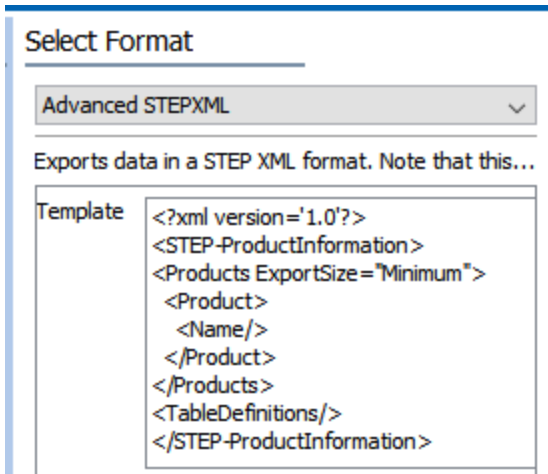 Select Format
Advanced STEPXML
Exports data in a STEP XML format. Note that this...
Template
<?xml version='1.0'?>
<STEP-ProductInformation>
<Products ExportSize="Minimum">
<Product>
<Name/>
</Product>
</Products>
<TableDefinitions/>
</STEP-ProductInformation>